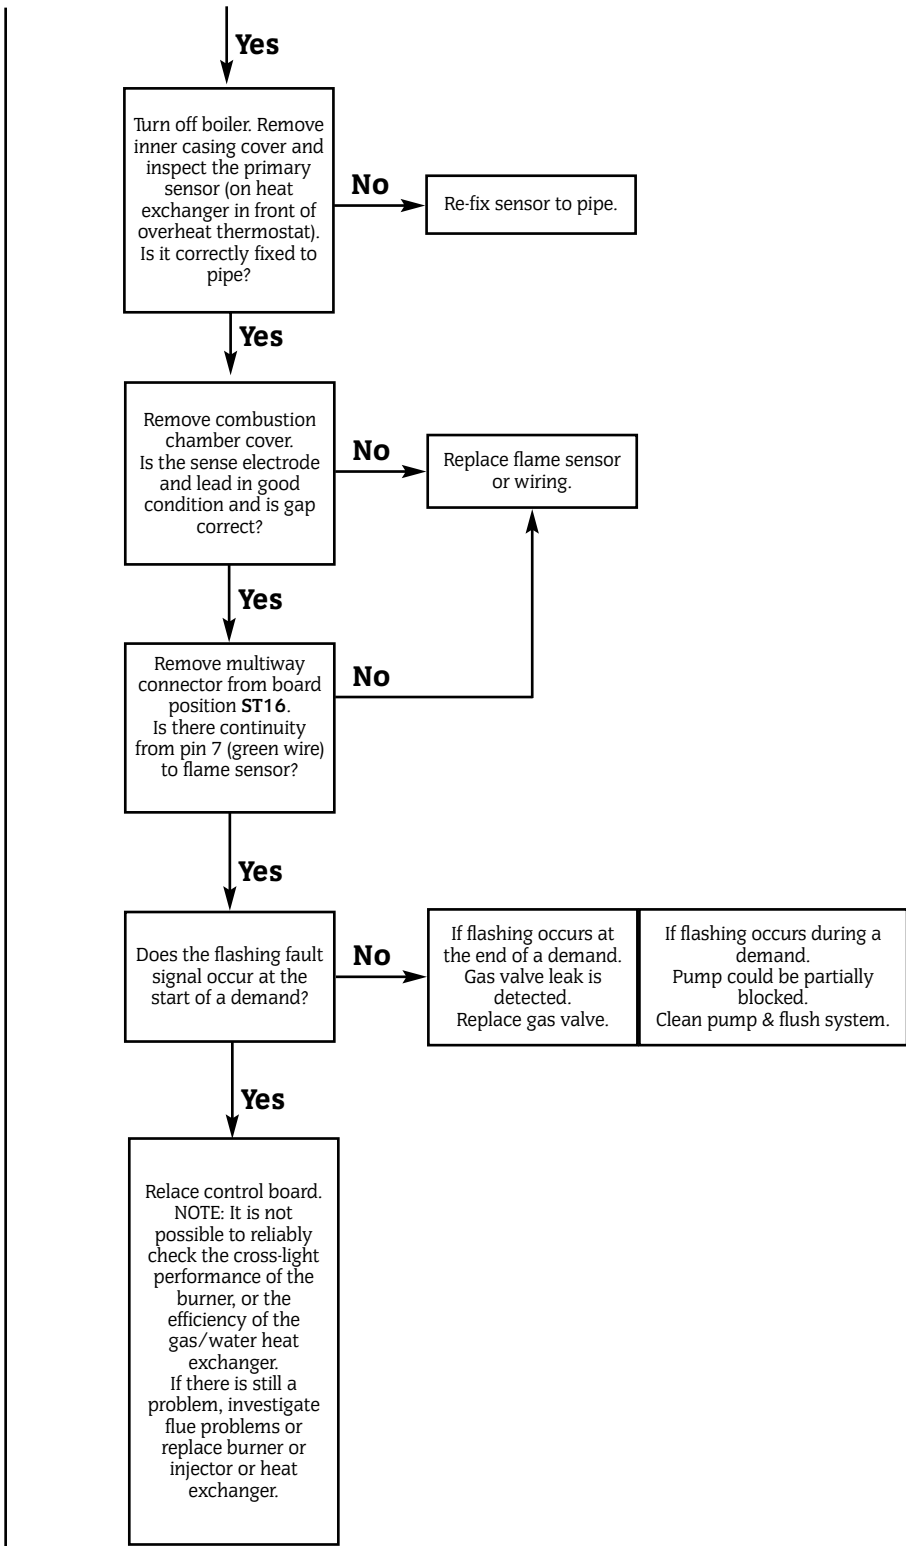 Yes
Turn off boiler. Remove
inner casing cover and
inspect the primary
sensor (on heat
exchanger in front of
overheat thermostat).
Is it correctly fixed to
pipe?
No
Re-fix sensor to pipe.
Yes
Remove combustion
chamber cover.
Is the sense electrode
and lead in good
condition and is gap
correct?
No
Replace flame sensor
or wiring.
Yes
Remove multiway
connector from board
position ST16.
Is there continuity
from pin 7 (green wire)
to flame sensor?
No
Yes
Does the flashing fault
signal occur at the
start of a demand?
No
If flashing occurs at
the end of a demand.
Gas valve leak is
detected.
Replace gas valve.
If flashing occurs during a
demand.
Pump could be partially
blocked.
Clean pump & flush system.
Yes
Relace control board.
NOTE: It is not
possible to reliably
check the cross-light
performance of the
burner, or the
efficiency of the
gas/water heat
exchanger.
If there is still a
problem, investigate
flue problems or
replace burner or
injector or heat
exchanger.